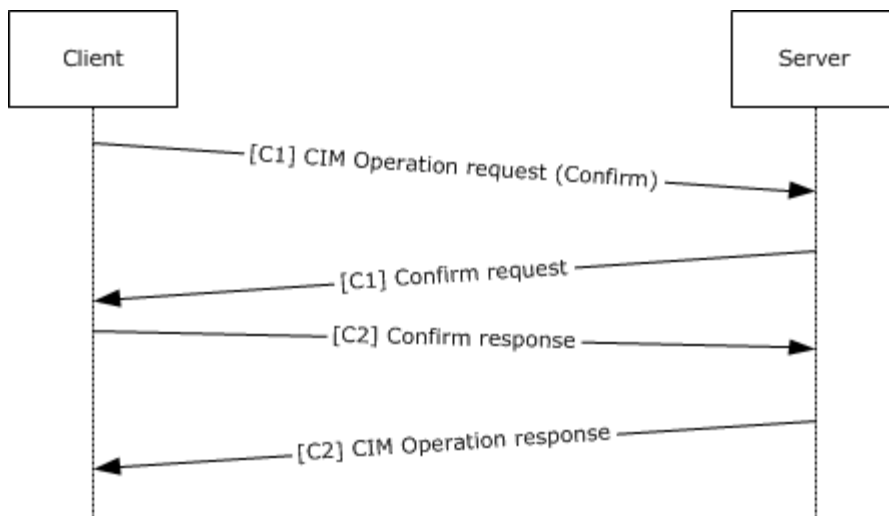 Client
Server
[C1] CIM Operation request (Confirm)
[C1] Confirm request
[C2] Confirm response
[C2] CIM Operation response